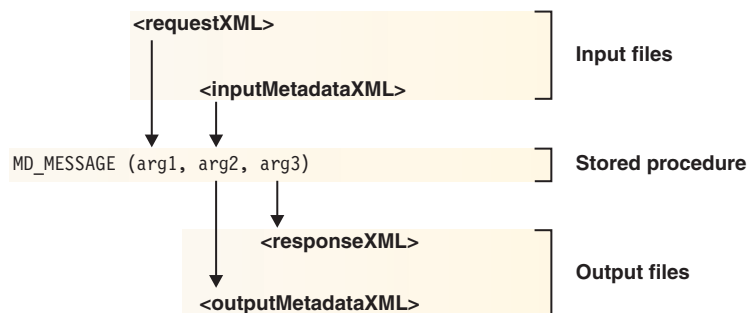 <requestXML>
Input files
<inputMetadataXML>
MD_MESSAGE (arg1, arg2, arg3)
Stored procedure
<responseXML>
Output files
<outputMetadataXML>